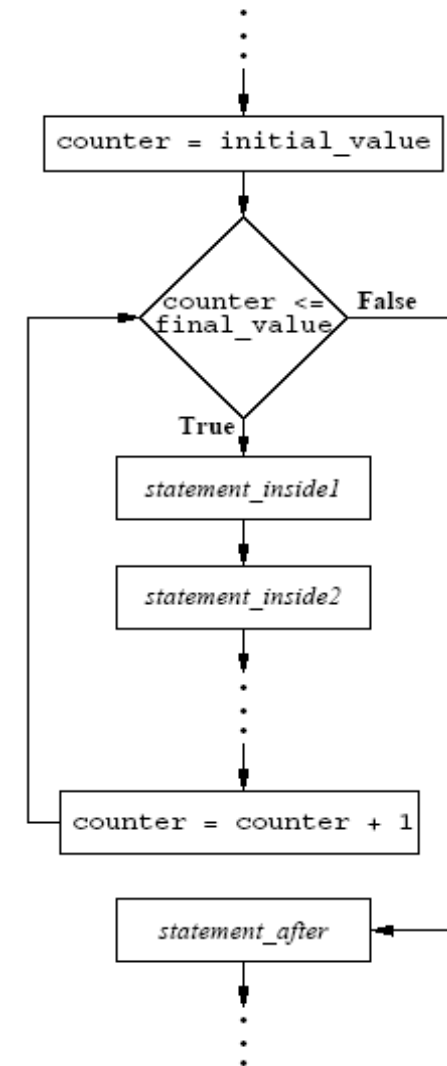 counter = initial_value
counter <=
final_value
False
True
statement_inside1
statement_inside2
counter = counter + 1
statement_after